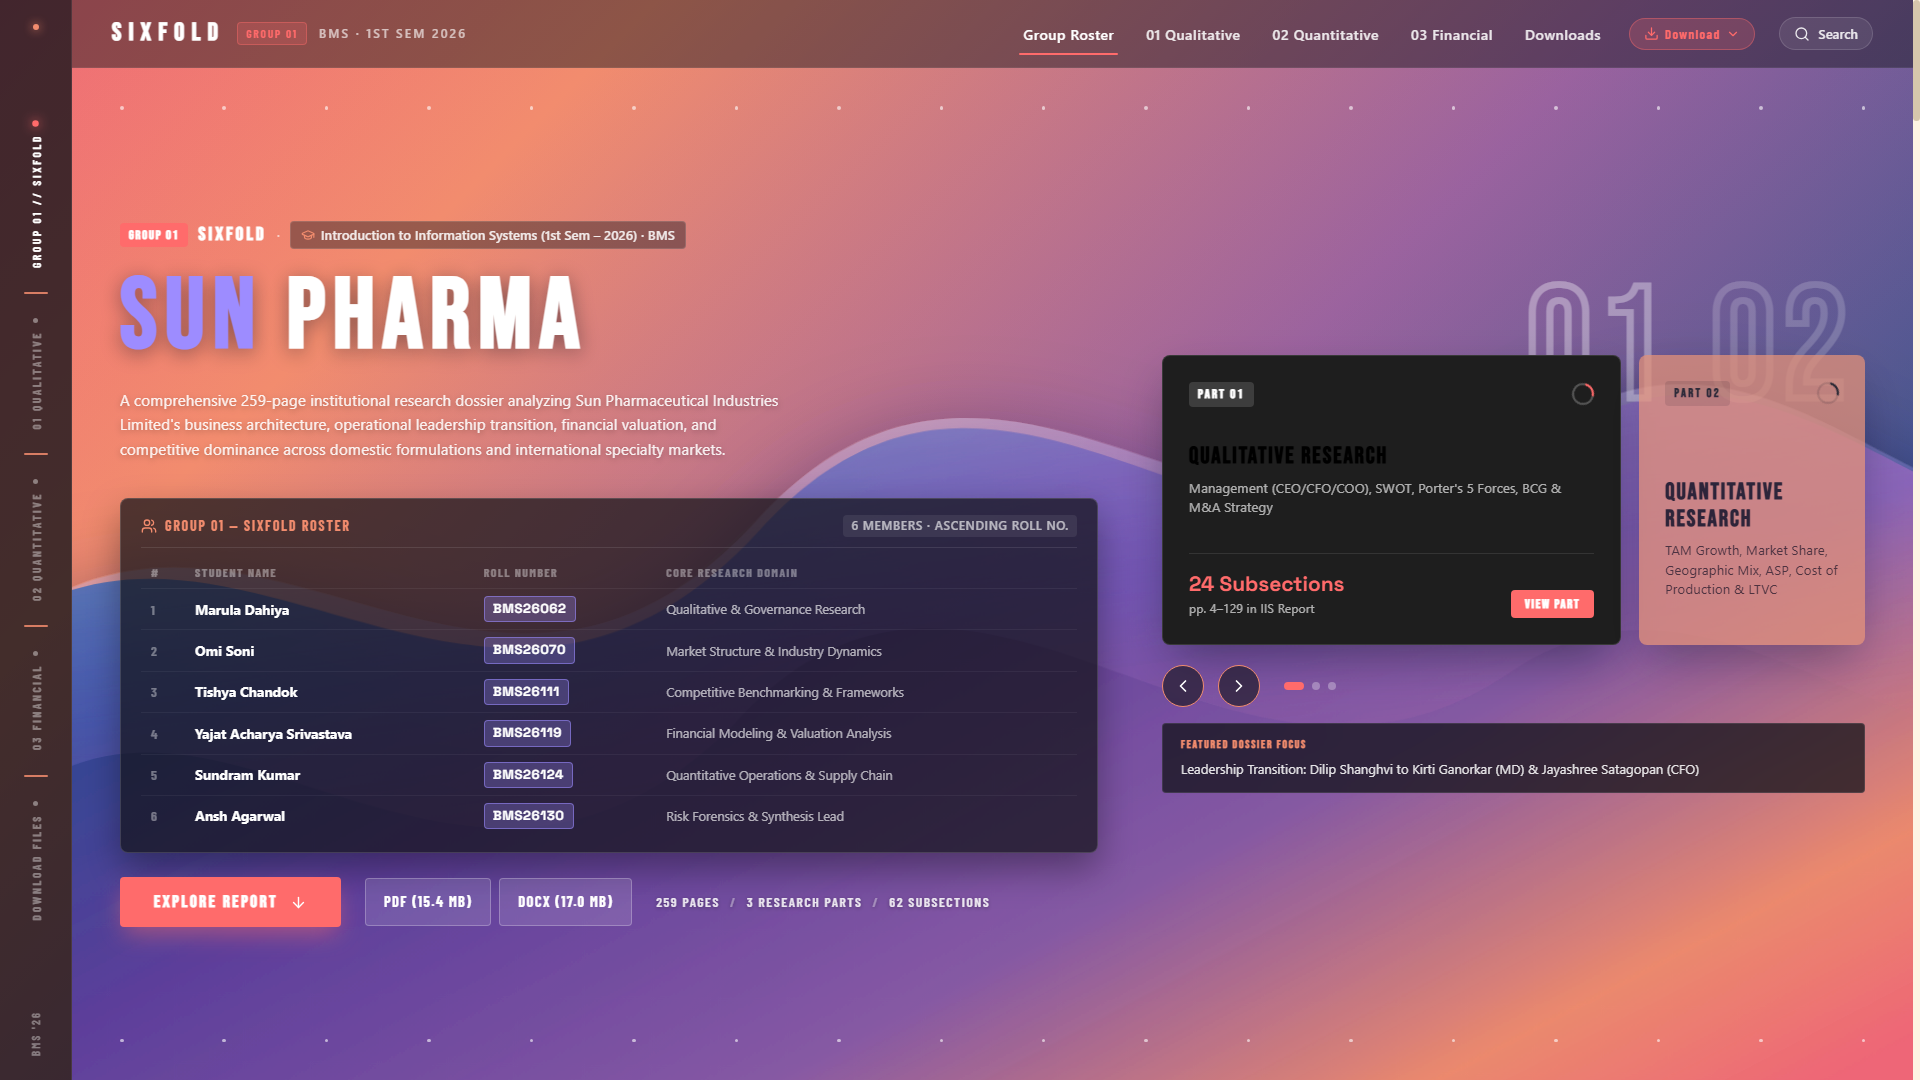 SIXFOLD
GROUP 01
BMS · 1ST SEM 2026
Group Roster
01 Qualitative
02 Quantitative
03 Financial
Downloads
Download
Search
GROUP 01 // SIXFOLD
01 QUALITATIVE
02 QUANTITATIVE
03 FINANCIAL
DOWNLOAD FILES
BMS '26
GROUP 01 SIXFOLD · Introduction to Information Systems (1st Sem – 2026) · BMS
SUN PHARMA
A comprehensive 259-page institutional research dossier analyzing Sun Pharmaceutical Industries
Limited's business architecture, operational leadership transition, financial valuation, and
competitive dominance across domestic formulations and international specialty markets.
GROUP 01 — SIXFOLD ROSTER
6 MEMBERS · ASCENDING ROLL NO.
# STUDENT NAME ROLL NUMBER CORE RESEARCH DOMAIN
1 Marula Dahiya BMS26062 Qualitative & Governance Research
2 Omi Soni BMS26070 Market Structure & Industry Dynamics
3 Tishya Chandok BMS26111 Competitive Benchmarking & Frameworks
4 Yajat Acharya Srivastava BMS26119 Financial Modeling & Valuation Analysis
5 Sundram Kumar BMS26124 Quantitative Operations & Supply Chain
6 Ansh Agarwal BMS26130 Risk Forensics & Synthesis Lead
EXPLORE REPORT
PDF (15.4 MB)
DOCX (17.0 MB)
259 PAGES / 3 RESEARCH PARTS / 62 SUBSECTIONS
01
PART 01
QUALITATIVE RESEARCH
Management (CEO/CFO/COO), SWOT, Porter's 5 Forces, BCG &
M&A Strategy
24 Subsections
pp. 4–129 in IIS Report
VIEW PART
02
PART 02
QUANTITATIVE
RESEARCH
TAM Growth, Market Share,
Geographic Mix, ASP, Cost of
Production & LTVC
FEATURED DOSSIER FOCUS
Leadership Transition: Dilip Shanghvi to Kirti Ganorkar (MD) & Jayashree Satagopan (CFO)